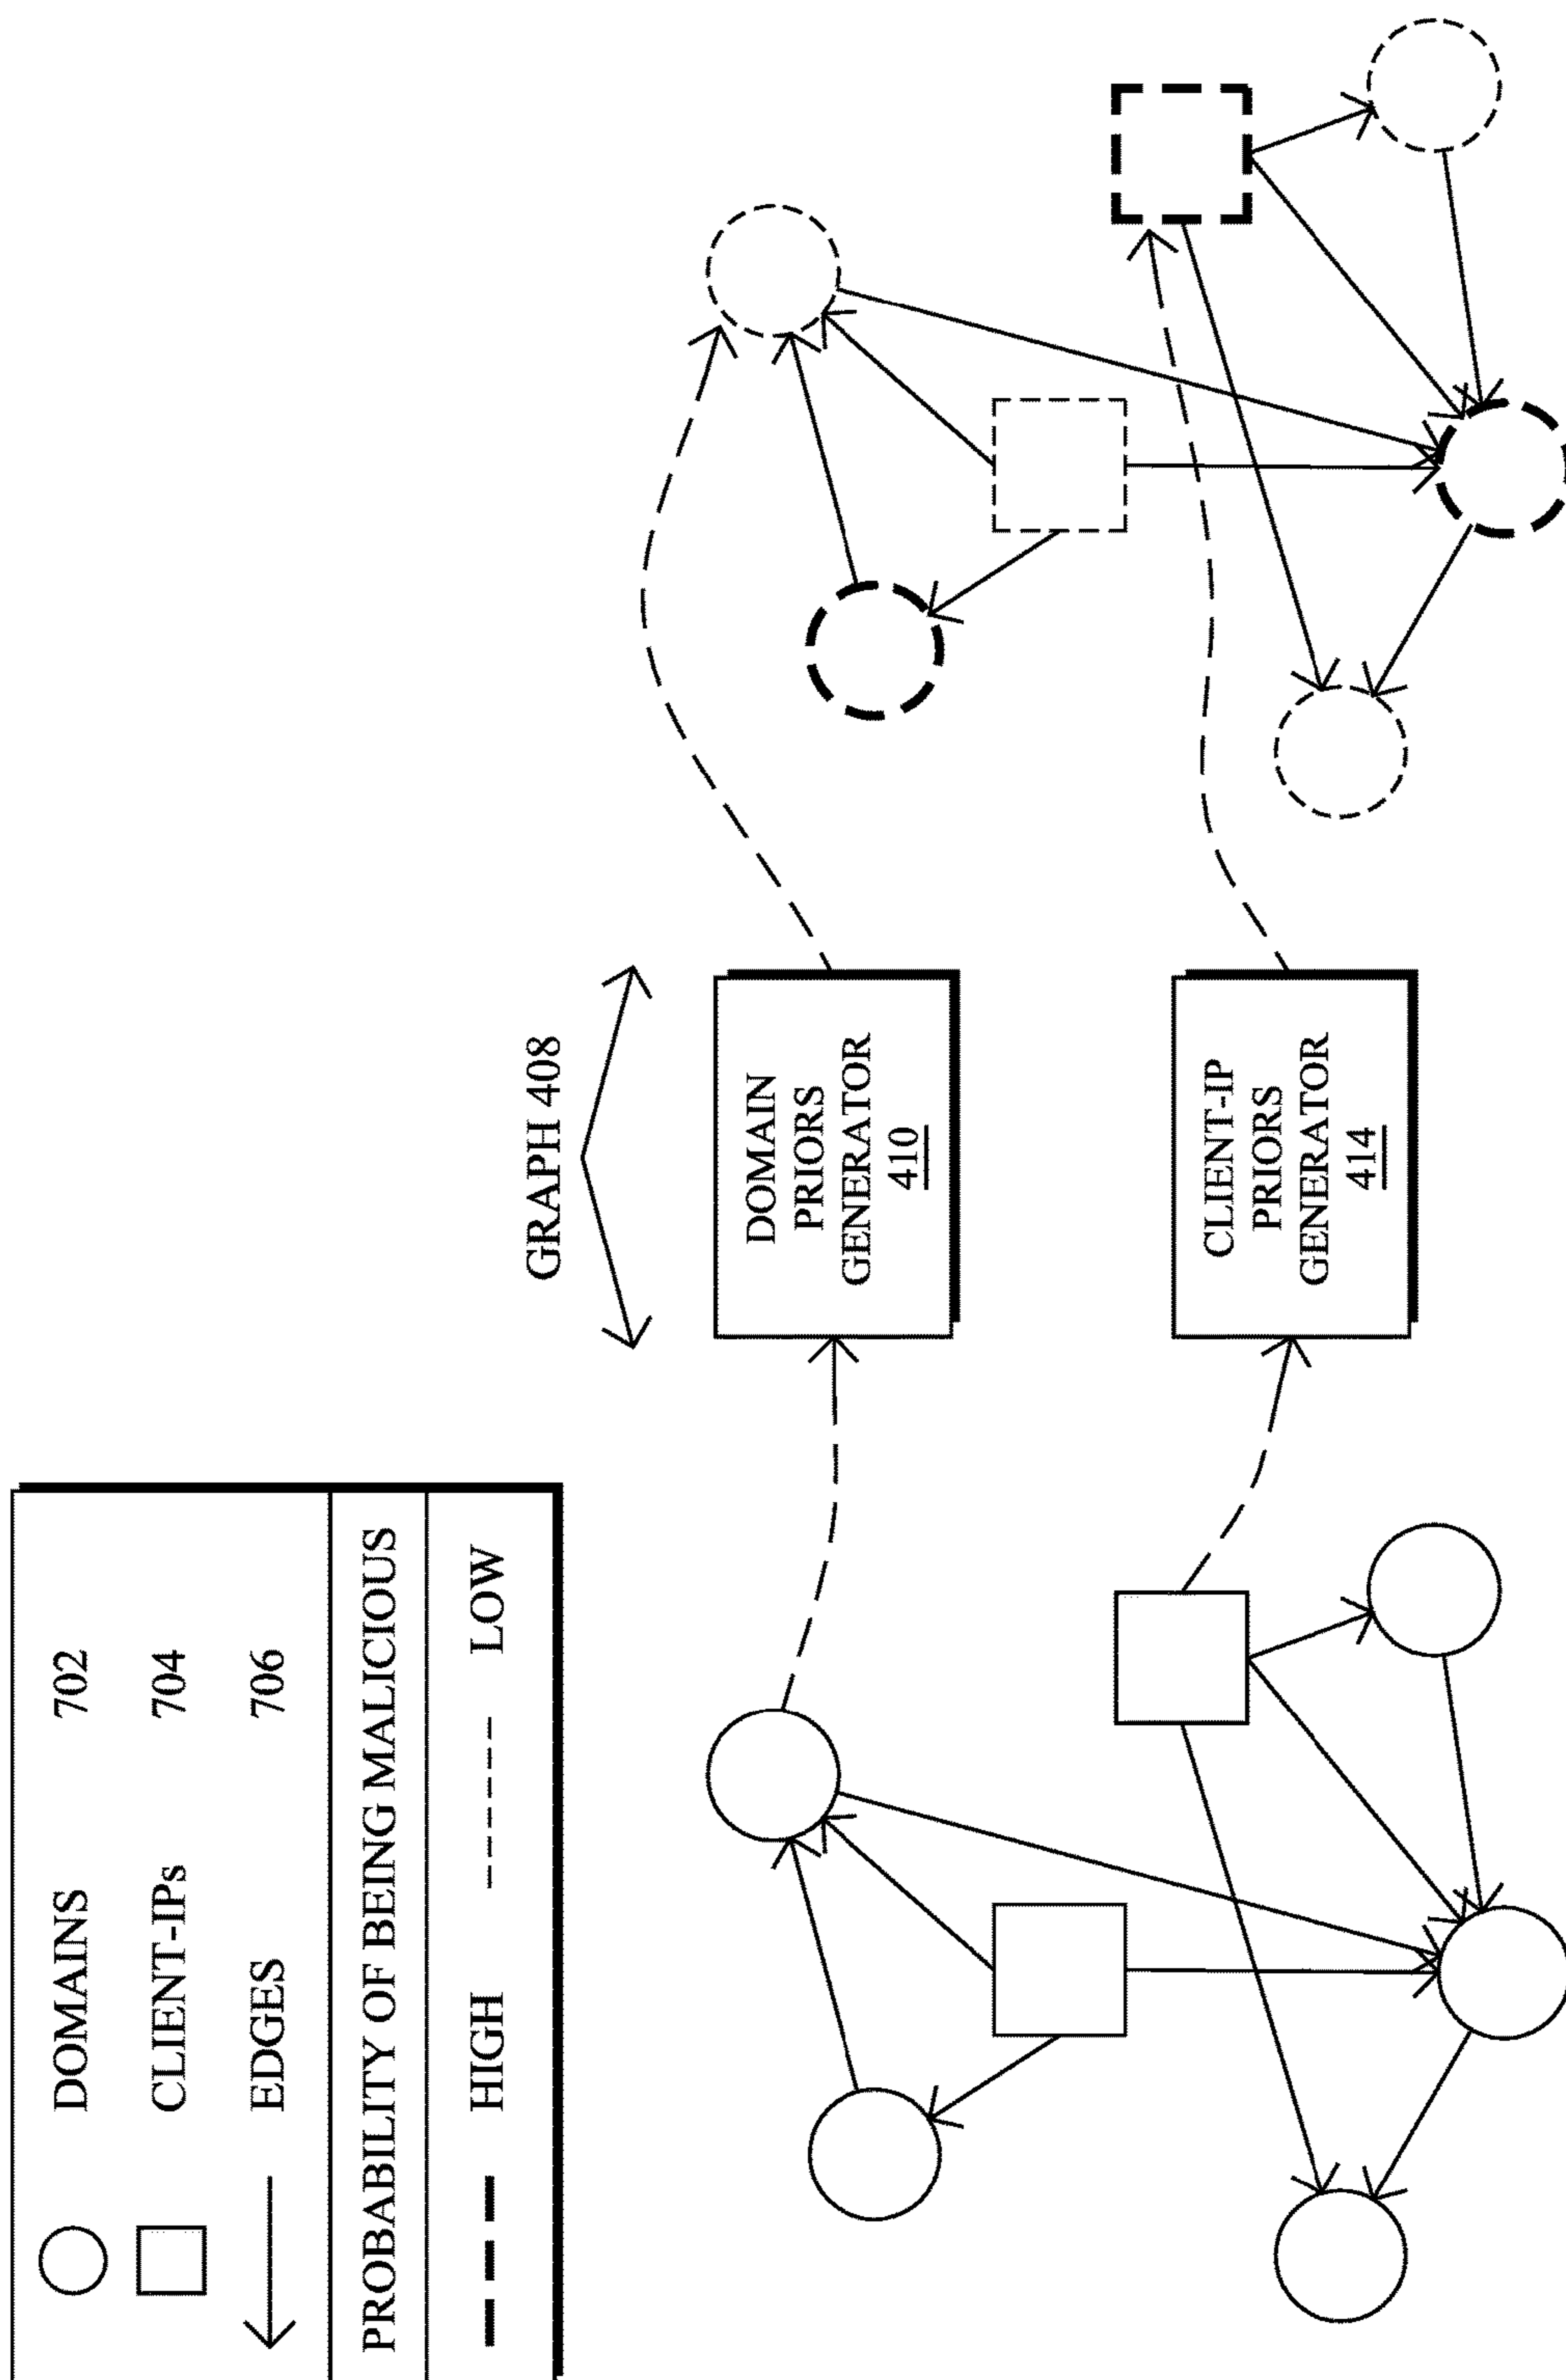 DOMAINS 702
CLIENT-IPs 704
EDGES 706
PROBABILITY OF BEING MALICIOUS
HIGH LOW
GRAPH 408
DOMAIN
PRIORS
GENERATOR
410
CLIENT-IP
PRIORS
GENERATOR
414